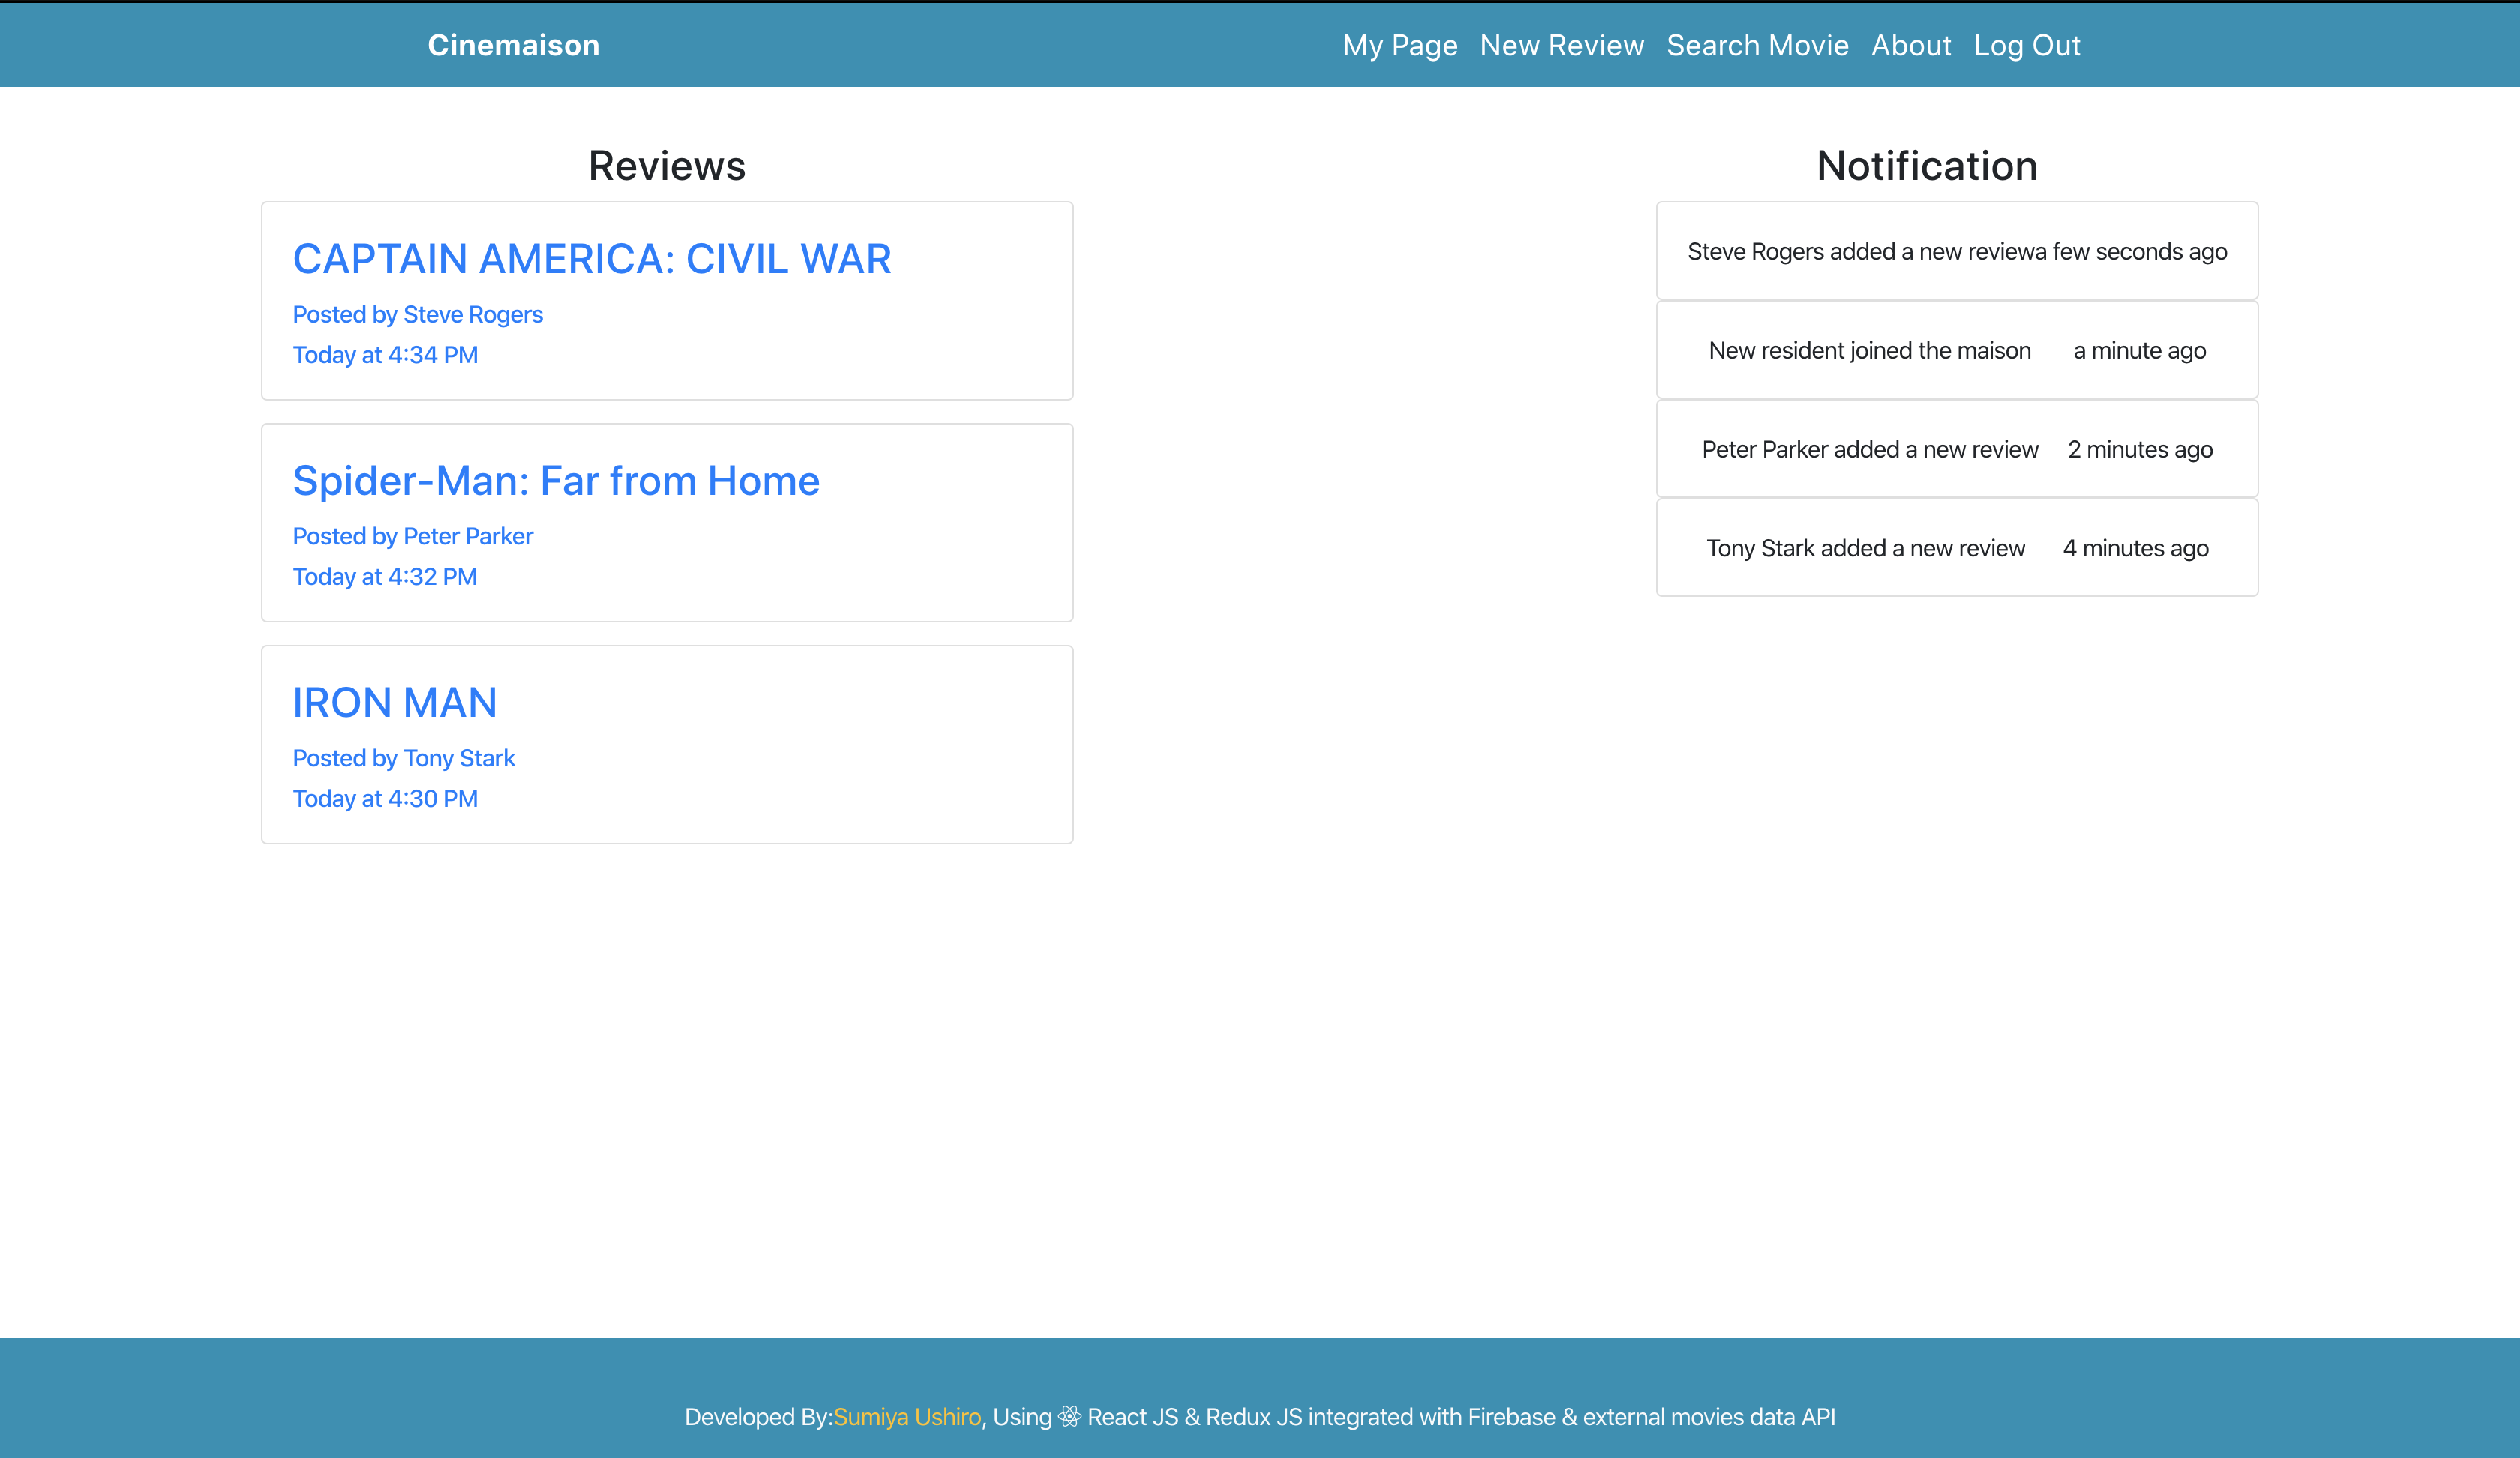 Cinemaison
My Page New Review Search Movie About Log Out
Reviews
CAPTAIN AMERICA: CIVIL WAR
Posted by Steve Rogers
Today at 4:34 PM
Spider-Man: Far from Home
Posted by Peter Parker
Today at 4:32 PM
IRON MAN
Posted by Tony Stark
Today at 4:30 PM
Notification
Steve Rogers added a new reviewa few seconds ago
New resident joined the maison a minute ago
Peter Parker added a new review 2 minutes ago
Tony Stark added a new review 4 minutes ago
Developed By:Sumiya Ushiro, Using React JS & Redux JS integrated with Firebase & external movies data API